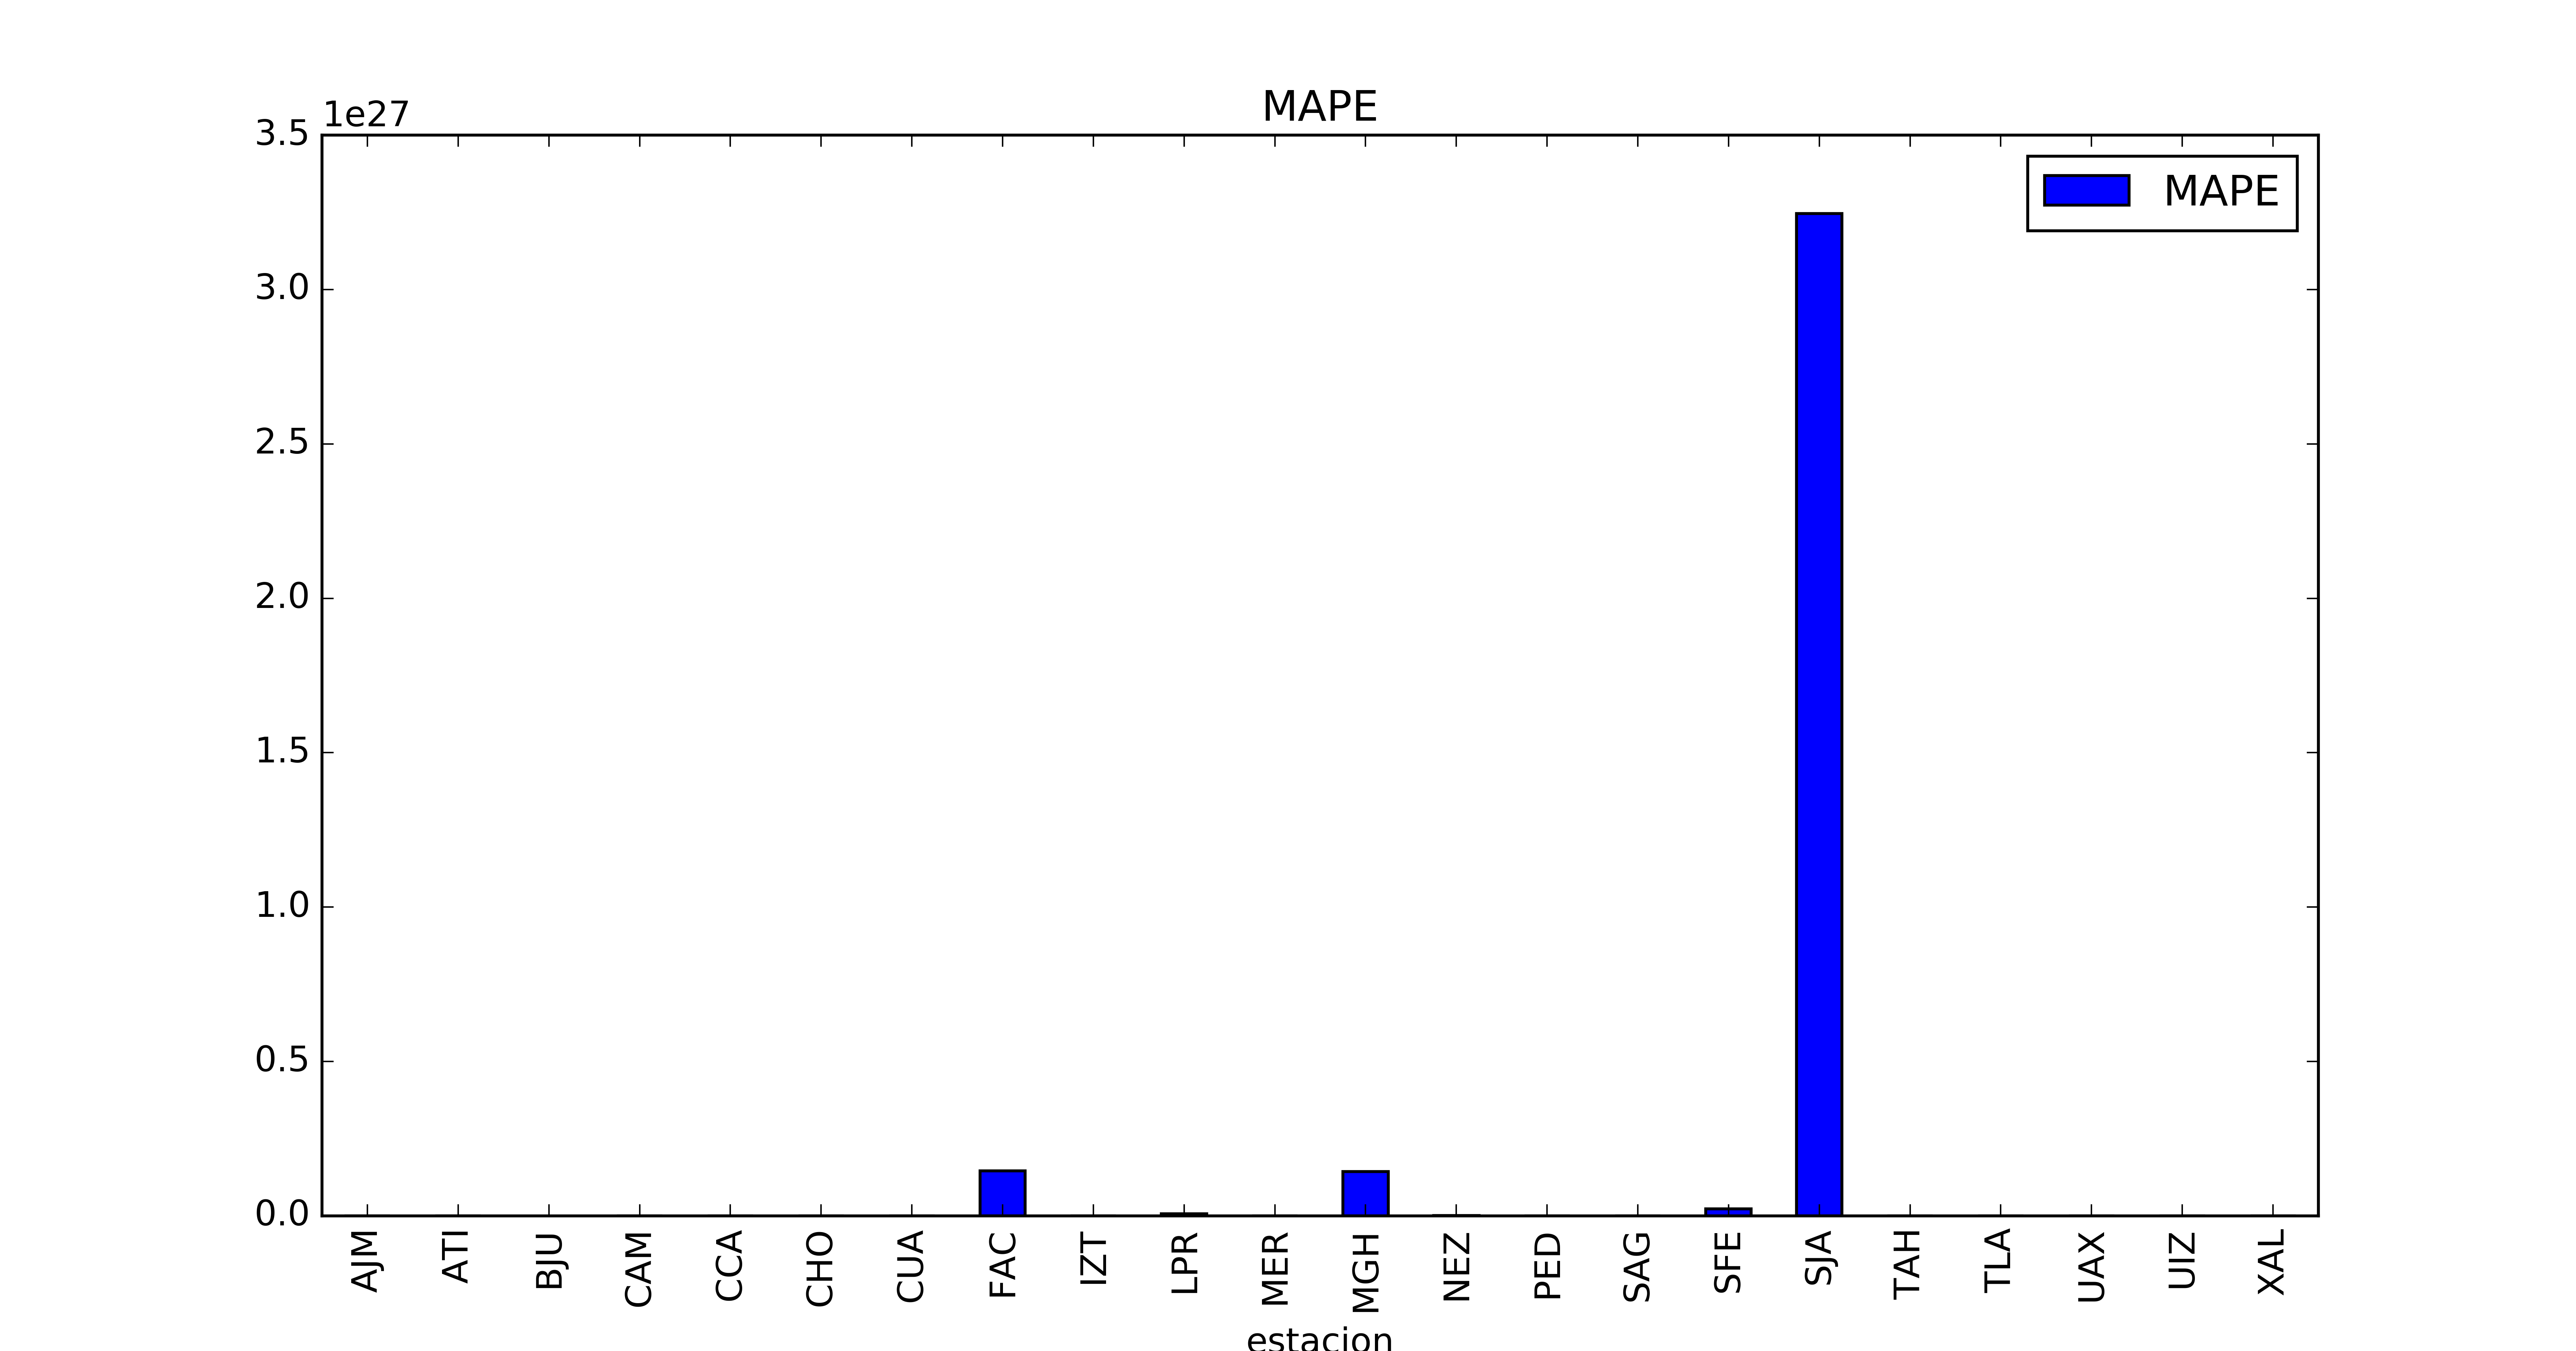 MAPE
1e27
MAPE
3.5
3.0
2.5
2.0
1.5
1.0
0.5
0.0
AJM
ATI
BJU
CAM
CCA
CHO
CUA
FAC
IZT
LPR
MER
MGH
NEZ
PED
SAG
SFE
SJA
TAH
TLA
UAX
UIZ
XAL
estacion